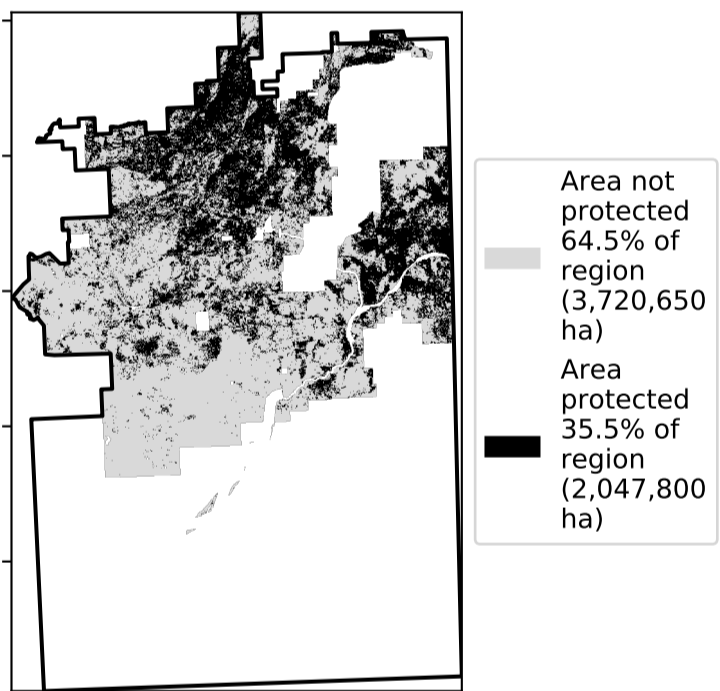 Area not
protected
64.5% of
region
(3,720,650
ha)
Area
protected
35.5% of
region
(2,047,800
ha)